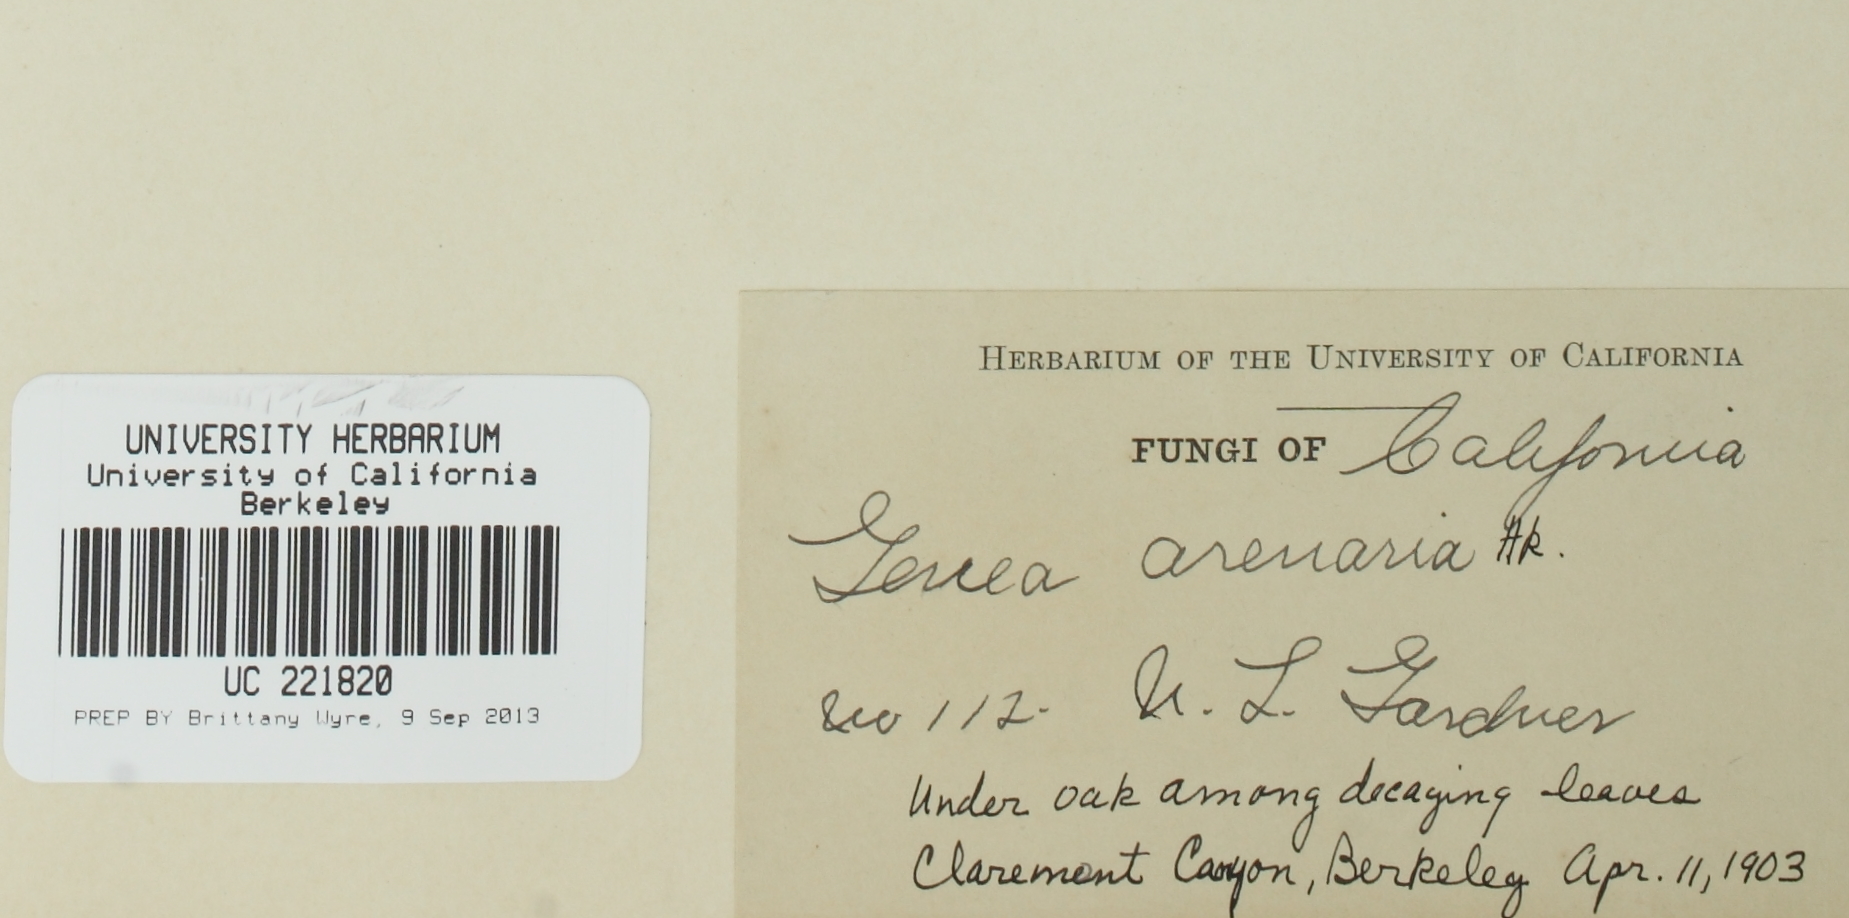 UNIVERSITY HERBARIUM
University of California
Berkeley
UC 221820
PREP BY Brittany Wyre, 9 Sep 2013
HERBARIUM OF THE UNIVERSITY OF CALIFORNIA
FUNGI OF California
Genea arenaria Hk.
no 112. N. L. Gardner
Under oak among decaying leaves
Claremont Canyon, Berkeley Apr. 11, 1903